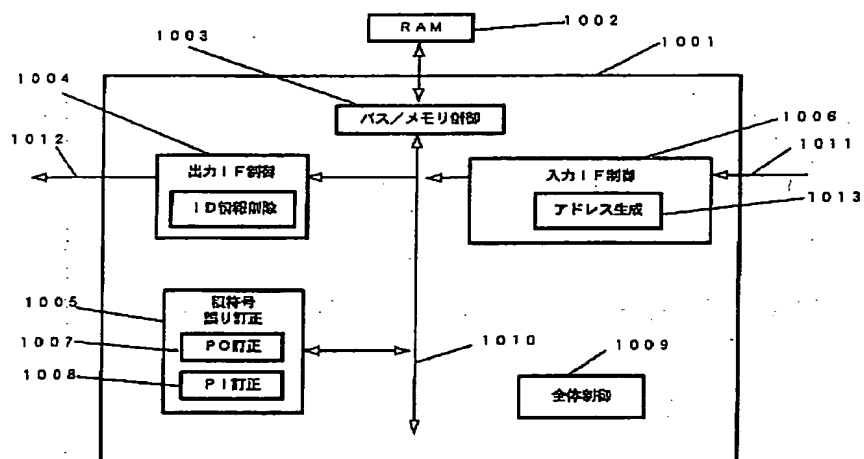 1003
RAM
1002
1001
1004
バス/メモリ制御
1006
1012
1011
出力IF制御
入力IF制御
ID情報削除
アドレス生成
1013
1005
積符号
誤り訂正
1007
PO訂正
1010
1009
1008
PI訂正
全体制御